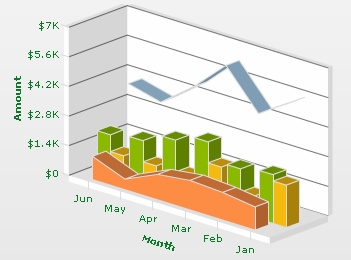 $7K
$5.6K
$4.2K
$2.8K
$1.4K
$0
Amount
Jun
May
Apr
Mar
Feb
Jan
Month